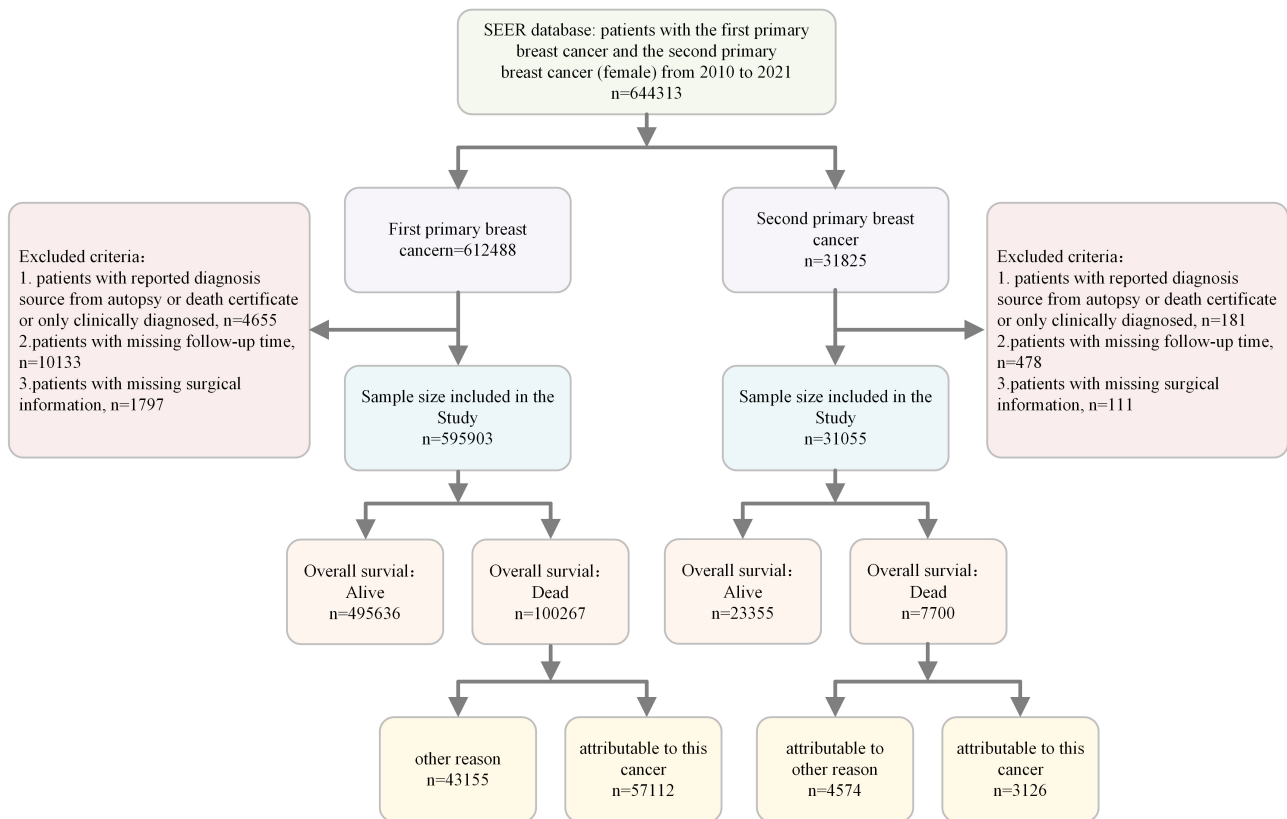 SEER database: patients with the first primary
breast cancer and the second primary
breast cancer (female) from 2010 to 2021
n=644313
First primary breast
cancern=612488
Second primary breast
cancer
n=31825
Excluded criteria：
1. patients with reported diagnosis
source from autopsy or death certificate
or only clinically diagnosed, n=4655
2.patients with missing follow-up time,
n=10133
3.patients with missing surgical
information, n=1797
Excluded criteria：
1. patients with reported diagnosis
source from autopsy or death certificate
or only clinically diagnosed, n=181
2.patients with missing follow-up time,
n=478
3.patients with missing surgical
information, n=111
Sample size included in the
Study
n=595903
Sample size included in the
Study
n=31055
Overall survial：
Alive
n=495636
Overall survial：
Dead
n=100267
Overall survial：
Alive
n=23355
Overall survial：
Dead
n=7700
other reason
n=43155
attributable to this
cancer
n=57112
attributable to
other reason
n=4574
attributable to this
cancer
n=3126